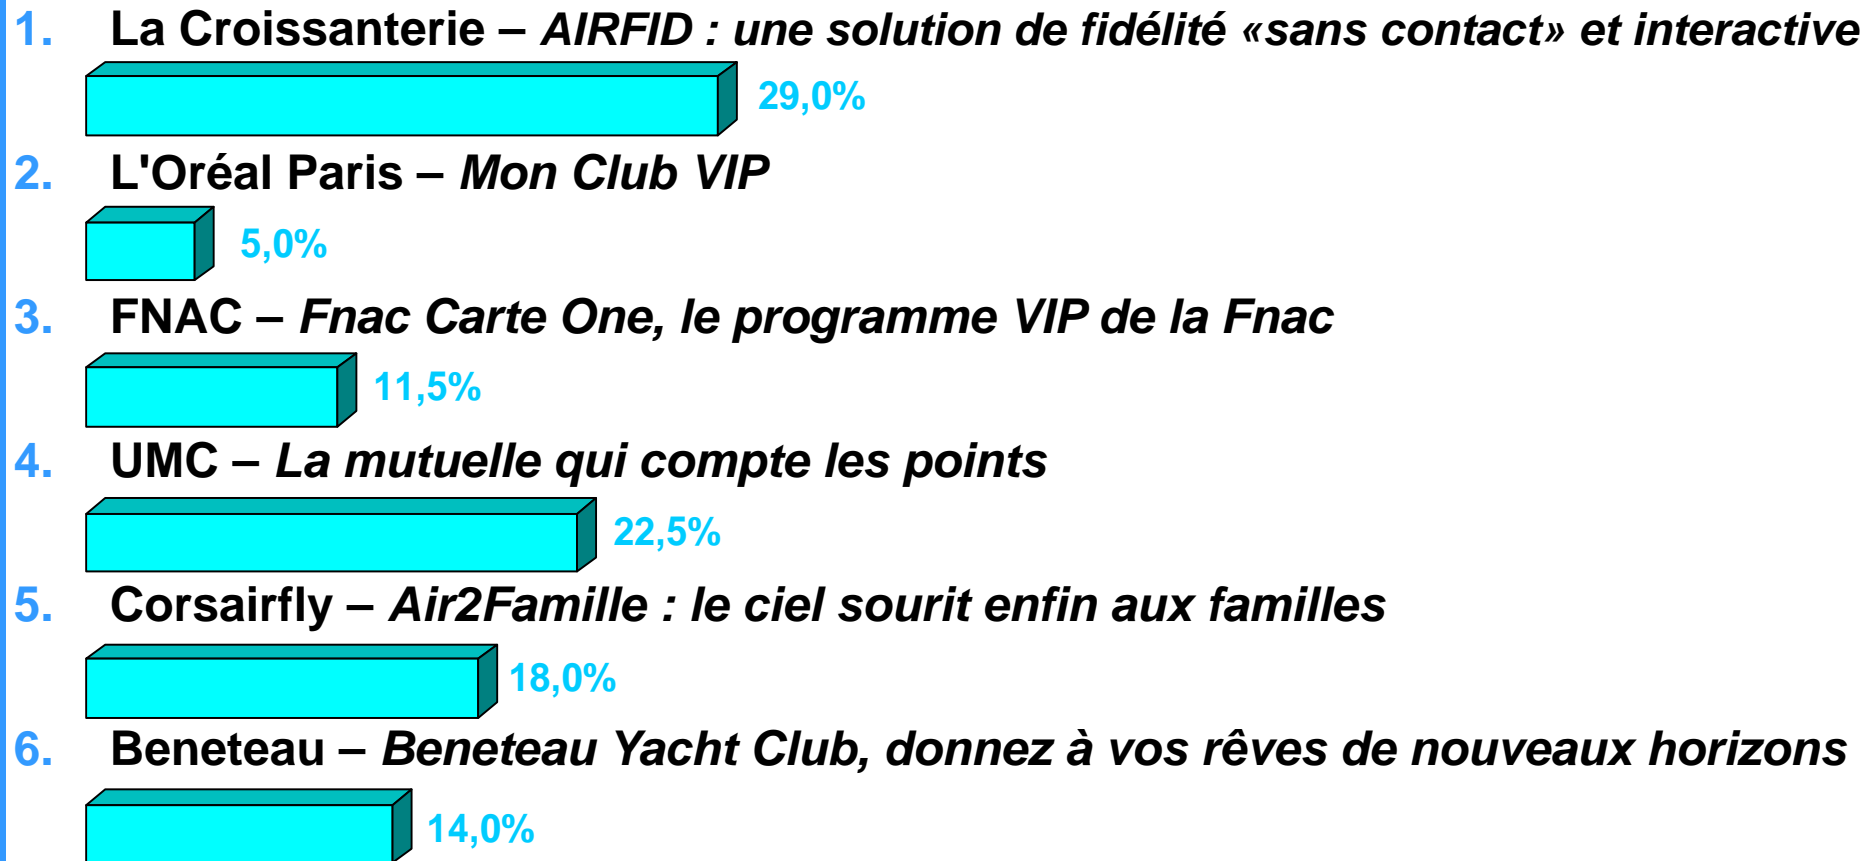 1. La Croissanterie – AIRFID : une solution de fidélité «sans contact» et interactive
29,0%
2. L'Oréal Paris – Mon Club VIP
5,0%
3. FNAC – Fnac Carte One, le programme VIP de la Fnac
11,5%
4. UMC – La mutuelle qui compte les points
22,5%
5. Corsairfly – Air2Famille : le ciel sourit enfin aux familles
18,0%
6. Beneteau – Beneteau Yacht Club, donnez à vos rêves de nouveaux horizons
14,0%